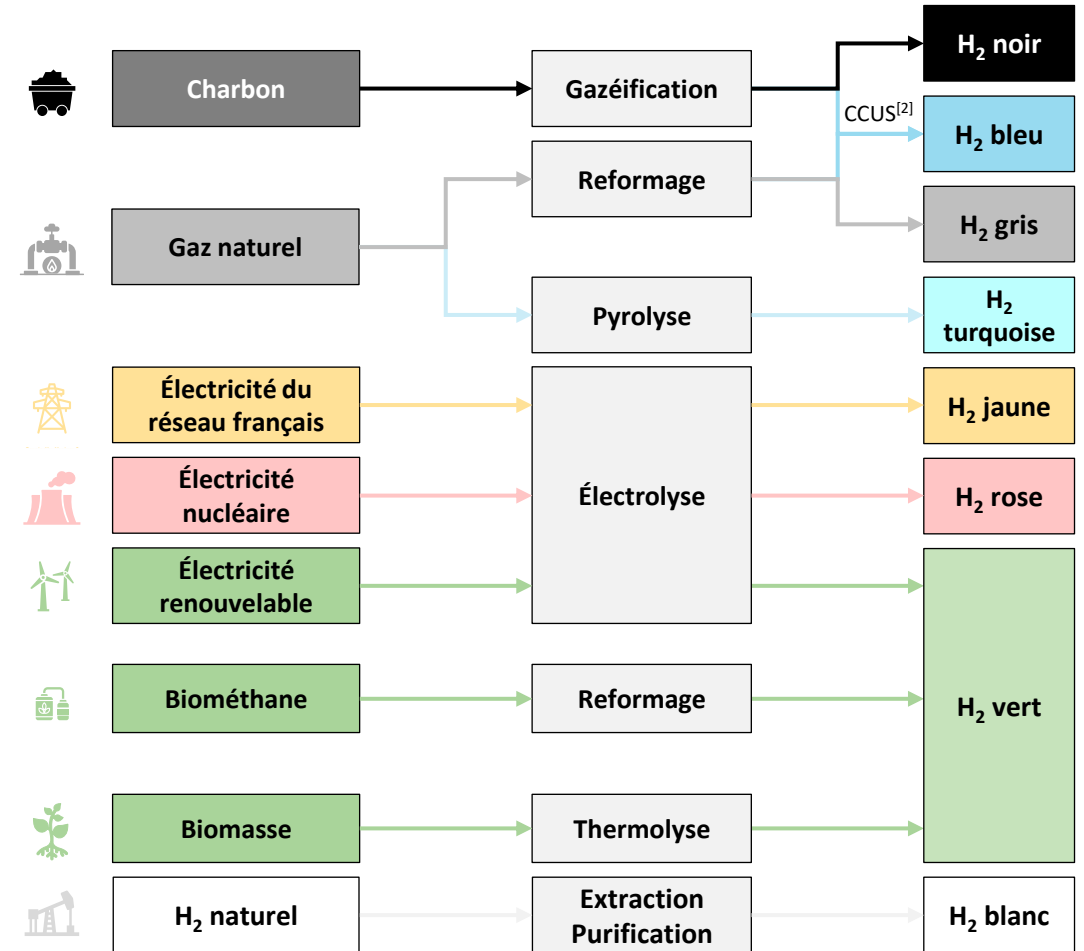 Charbon
Gazéification
H₂ noir
CCUS[2]
H₂ bleu
Reformage
Gaz naturel
H₂ gris
Pyrolyse
H₂
turquoise
Électricité du
réseau français
H₂ jaune
Électricité
nucléaire
Électrolyse
H₂ rose
Électricité
renouvelable
Biométhane
Reformage
H₂ vert
Biomasse
Thermolyse
H₂ naturel
Extraction
Purification
H₂ blanc